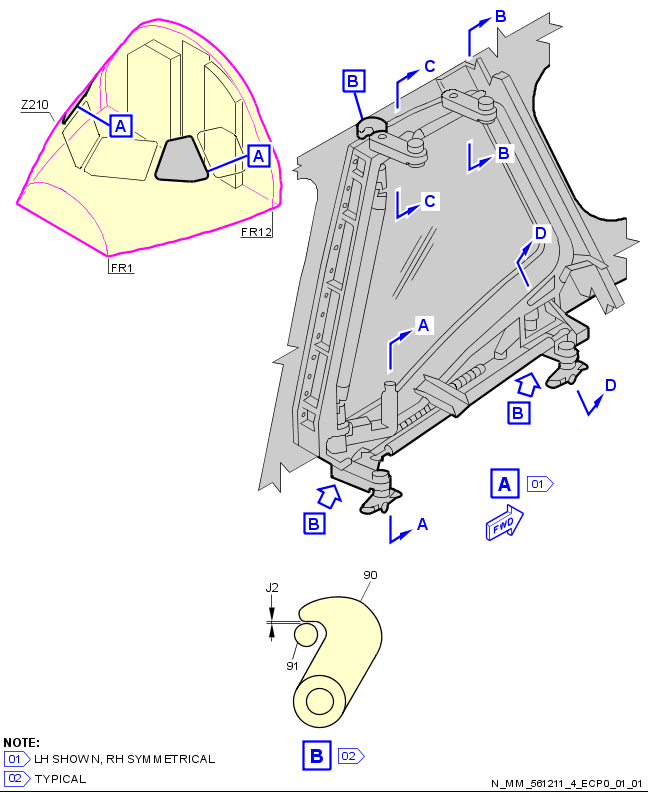 B
C
B
Z210
A
A
B
C
FR12
D
FR1
A
D
B
A 01
B
A
FWD
90
J2
91
B 02
NOTE:
01 LH SHOWN, RH SYMMETRICAL
02 TYPICAL
N_MM_561211_4_ECP0_01_01